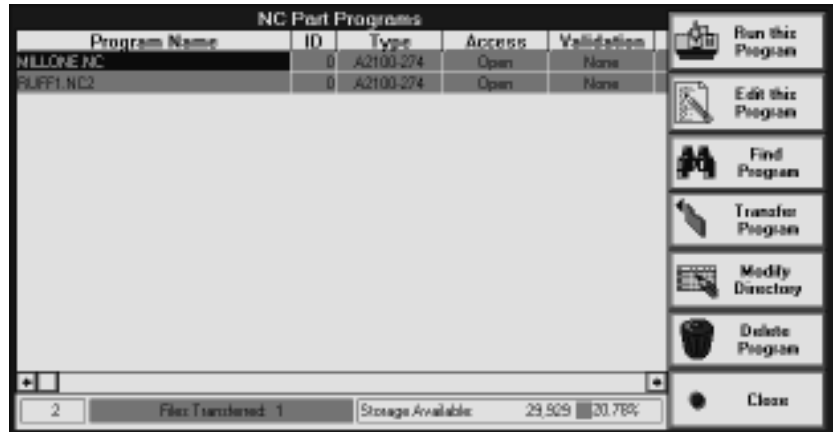 NC Part Programs
Program Name ID Type Access Validation
MILLONE.NC 0 A2100-274 Open None
RUFF1.NC2 0 A2100-274 Open None
2 Files Transferred: 1 Storage Available: 29,929 20.78%
Run this
Program
Edit this
Program
Find
Program
Transfer
Program
Modify
Directory
Delete
Program
Close